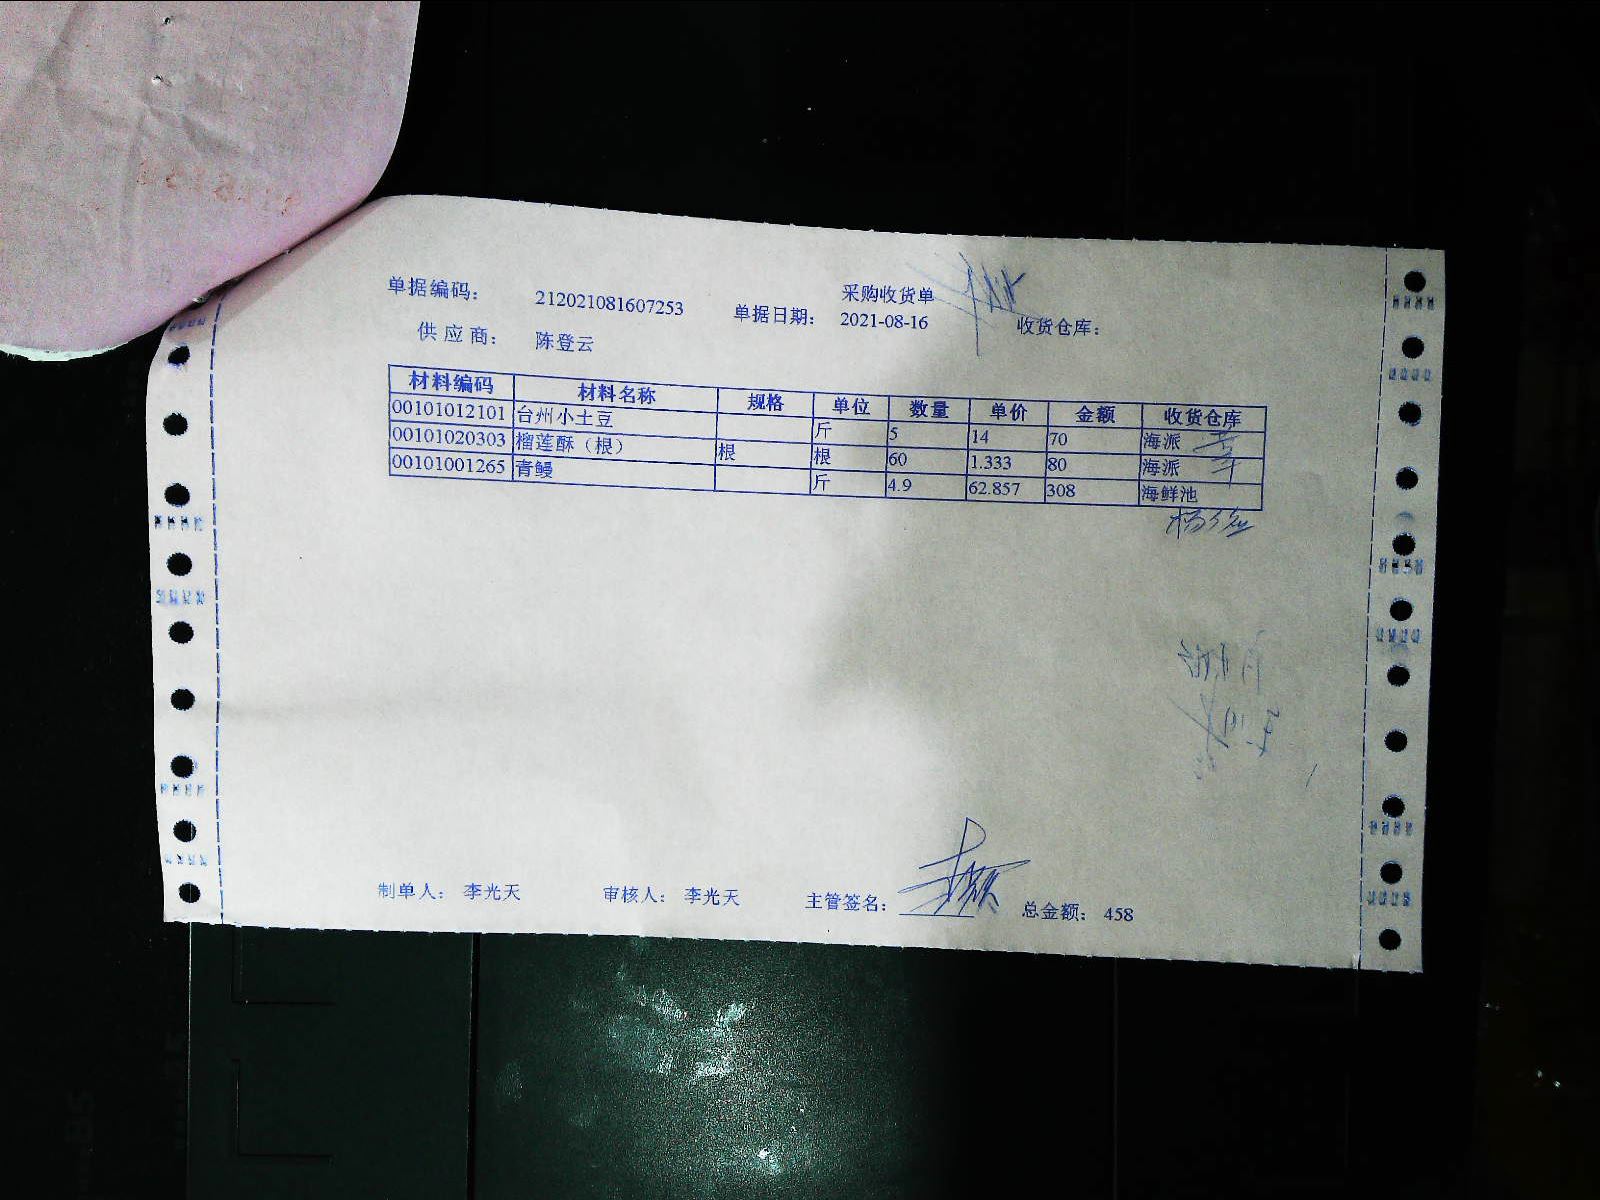 采购收货单
单据编码： 212021081607253 单据日期： 2021-08-16 收货仓库：
供应商： 陈登云
材料编码 材料名称 规格 单位 数量 单价 金额 收货仓库
00101012101 台州小土豆 斤 5 14 70 海派
00101020303 榴莲酥（根） 根 根 60 1.333 80 海派
00101001265 青鳗 斤 4.9 62.857 308 海鲜池
制单人： 李光天 审核人： 李光天 主管签名： 总金额： 458